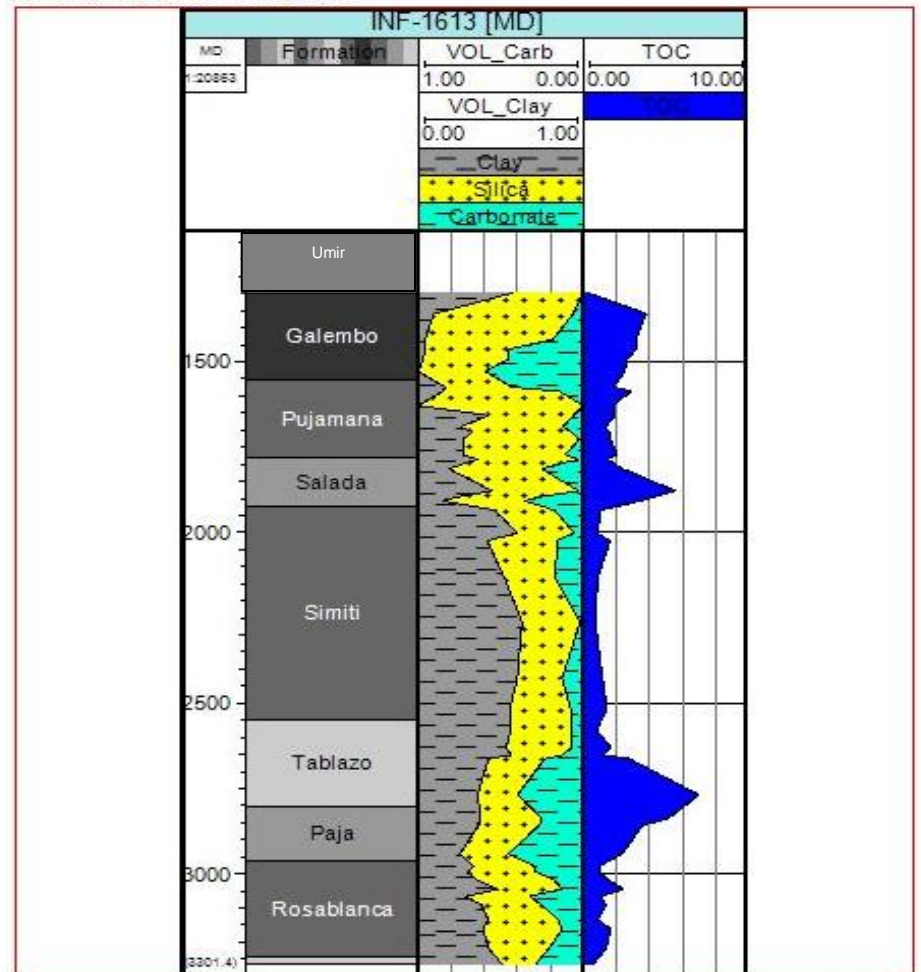 INF-1613 [MD]
MD Formation VOL_Carb TOC
1:20863 1.00 0.00 0.00 10.00
VOL_Clay TOC
0.00 1.00
Clay
Silica
Carbonate
Umir
Galembo
1500
Pujamana
Salada
2000
Simiti
2500
Tablazo
Paja
3000
Rosablanca
(3301.4)